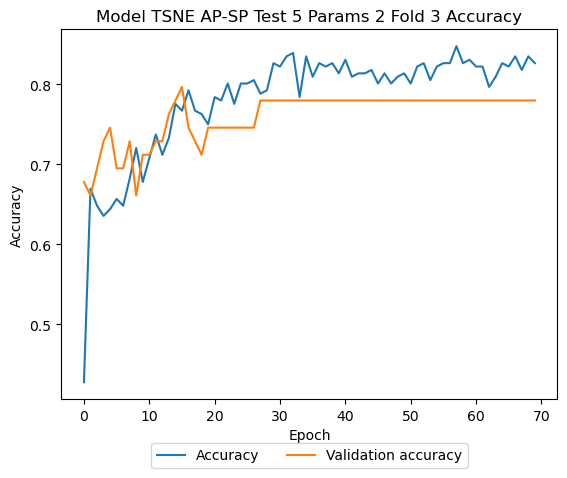 Model TSNE AP-SP Test 5 Params 2 Fold 3 Accuracy
Accuracy
0.8
0.7
0.6
0.5
0 10 20 30 40 50 60 70
Epoch
Accuracy Validation accuracy